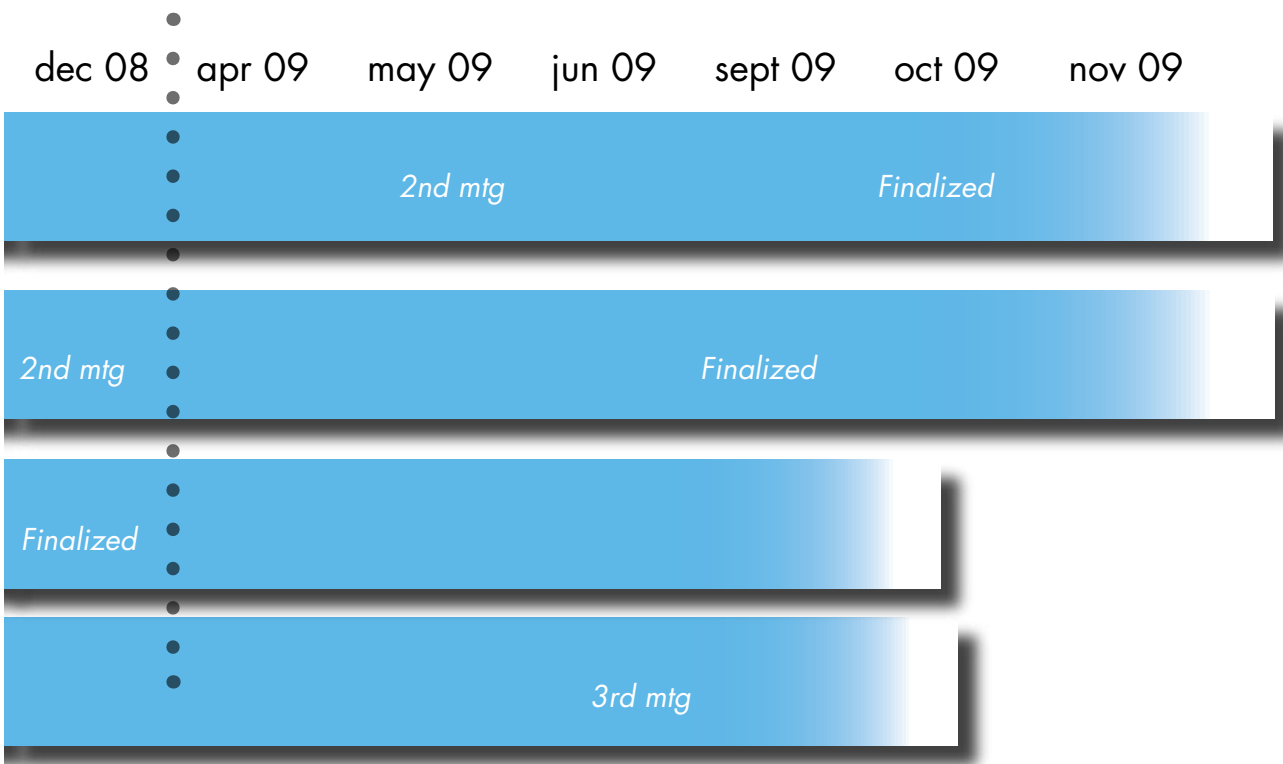 dec 08 apr 09 may 09 jun 09 sept 09 oct 09 nov 09
2nd mtg Finalized
2nd mtg Finalized
Finalized
3rd mtg